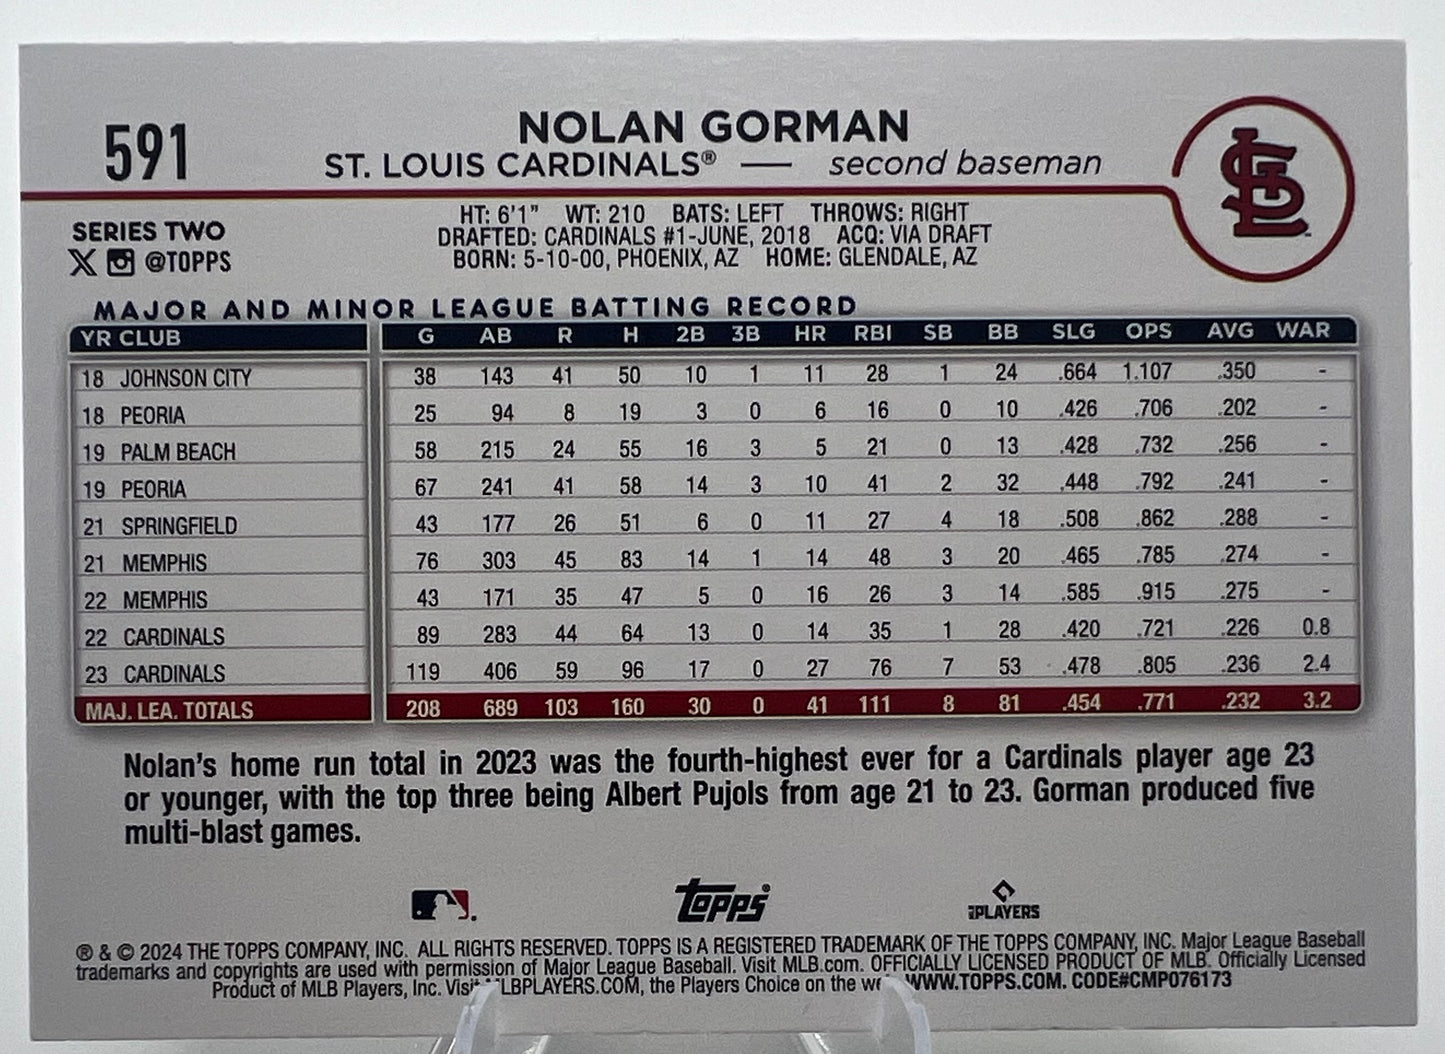 591
NOLAN GORMAN
ST. LOUIS CARDINALS® — second baseman
STL
SERIES TWO
X @TOPPS
HT: 6'1" WT: 210 BATS: LEFT THROWS: RIGHT
DRAFTED: CARDINALS #1-JUNE, 2018 ACQ: VIA DRAFT
BORN: 5-10-00, PHOENIX, AZ HOME: GLENDALE, AZ
MAJOR AND MINOR LEAGUE BATTING RECORD
YR CLUB G AB R H 2B 3B HR RBI SB BB SLG OPS AVG WAR
18 JOHNSON CITY 38 143 41 50 10 1 11 28 1 24 .664 1.107 .350 -
18 PEORIA 25 94 8 19 3 0 6 16 0 10 .426 .706 .202 -
19 PALM BEACH 58 215 24 55 16 3 5 21 0 13 .428 .732 .256 -
19 PEORIA 67 241 41 58 14 3 10 41 2 32 .448 .792 .241 -
21 SPRINGFIELD 43 177 26 51 6 0 11 27 4 18 .508 .862 .288 -
21 MEMPHIS 76 303 45 83 14 1 14 48 3 20 .465 .785 .274 -
22 MEMPHIS 43 171 35 47 5 0 16 26 3 14 .585 .915 .275 -
22 CARDINALS 89 283 44 64 13 0 14 35 1 28 .420 .721 .226 0.8
23 CARDINALS 119 406 59 96 17 0 27 76 7 53 .478 .805 .236 2.4
MAJ. LEA. TOTALS 208 689 103 160 30 0 41 111 8 81 .454 .771 .232 3.2
Nolan's home run total in 2023 was the fourth-highest ever for a Cardinals player age 23
or younger, with the top three being Albert Pujols from age 21 to 23. Gorman produced five
multi-blast games.
Topps®
PLAYERS
® & © 2024 THE TOPPS COMPANY, INC. ALL RIGHTS RESERVED. TOPPS IS A REGISTERED TRADEMARK OF THE TOPPS COMPANY, INC. Major League Baseball
trademarks and copyrights are used with permission of Major League Baseball. Visit MLB.com. OFFICIALLY LICENSED PRODUCT OF MLB. Officially Licensed
Product of MLB Players, Inc. LBPLAYERS.COM, the Players Choice on the WWW.TOPPS.COM. CODE#CMP076173